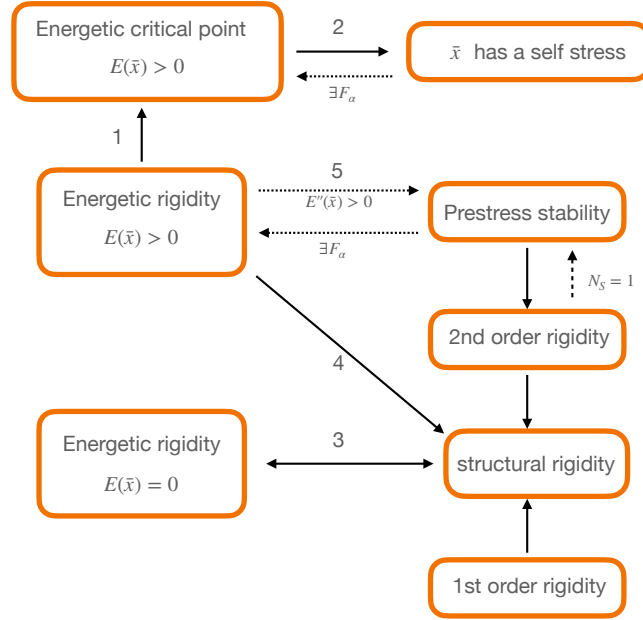 Energetic critical point
E(x̄) > 0
2
x̄ has a self stress
∃F_α
1
Energetic rigidity
E(x̄) > 0
5
E″(x̄) > 0
∃F_α
Prestress stability
N_S = 1
2nd order rigidity
4
Energetic rigidity
E(x̄) = 0
3
structural rigidity
1st order rigidity